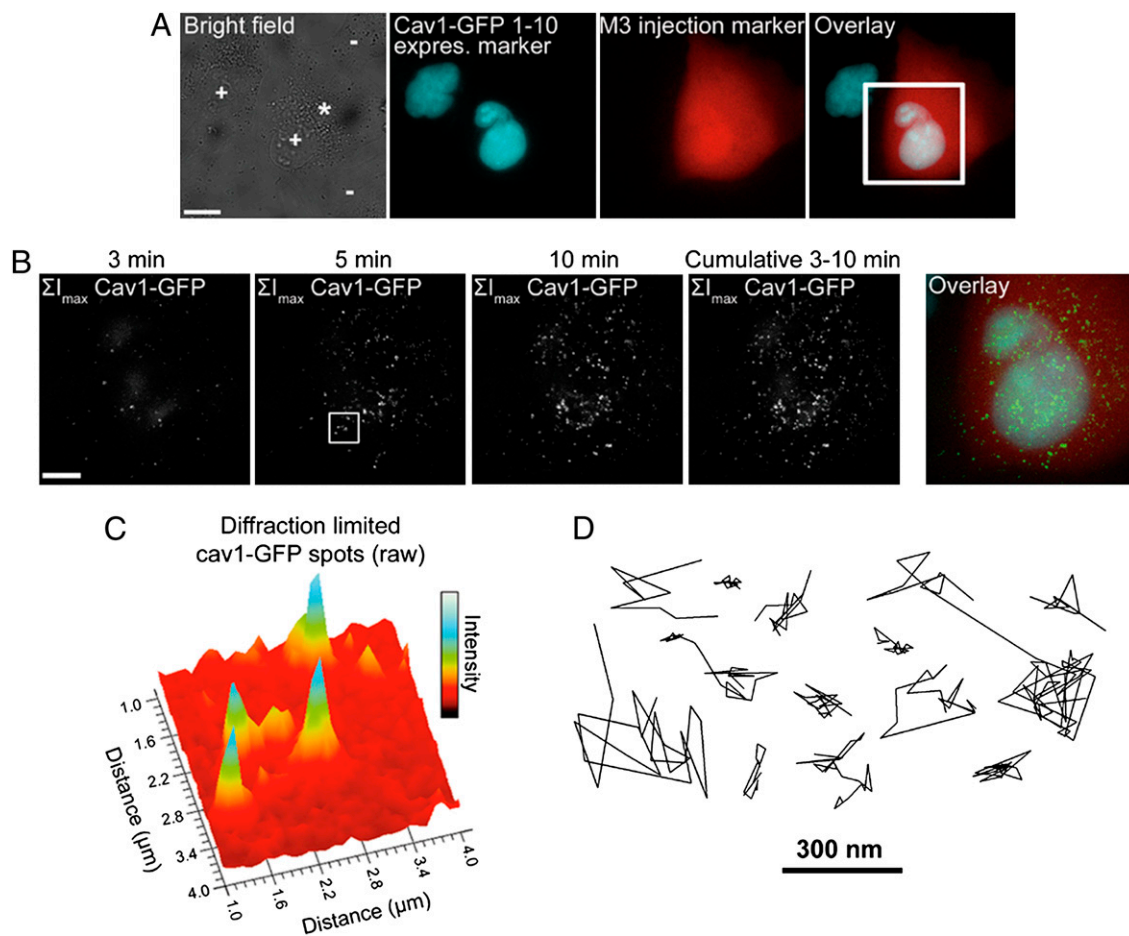 A
Bright field
Cav1-GFP 1-10
expres. marker
M3 injection marker
Overlay
-
+
*
+
-
B
3 min
5 min
10 min
Cumulative 3-10 min
ΣImax Cav1-GFP
ΣImax Cav1-GFP
ΣImax Cav1-GFP
ΣImax Cav1-GFP
Overlay
C
Diffraction limited
cav1-GFP spots (raw)
Intensity
1.0
1.6
2.2
2.8
3.4
4.0
Distance (µm)
1.0
1.6
2.2
2.8
3.4
4.0
Distance (µm)
D
300 nm